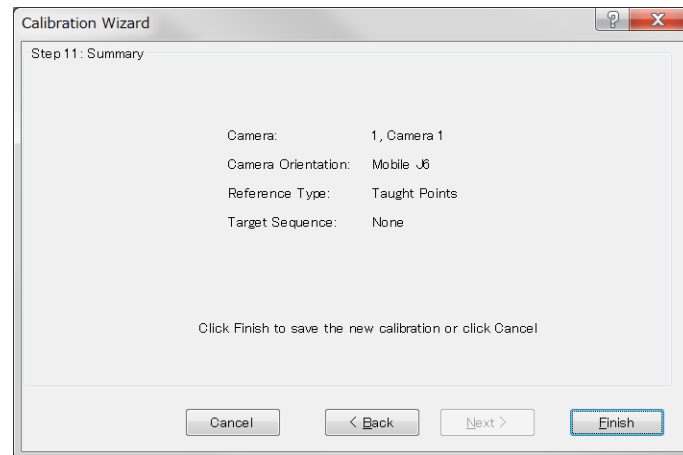 Calibration Wizard
Step 11 : Summary
Camera: 1, Camera 1
Camera Orientation: Mobile J6
Reference Type: Taught Points
Target Sequence: None
Click Finish to save the new calibration or click Cancel
Cancel < Back Next > Finish